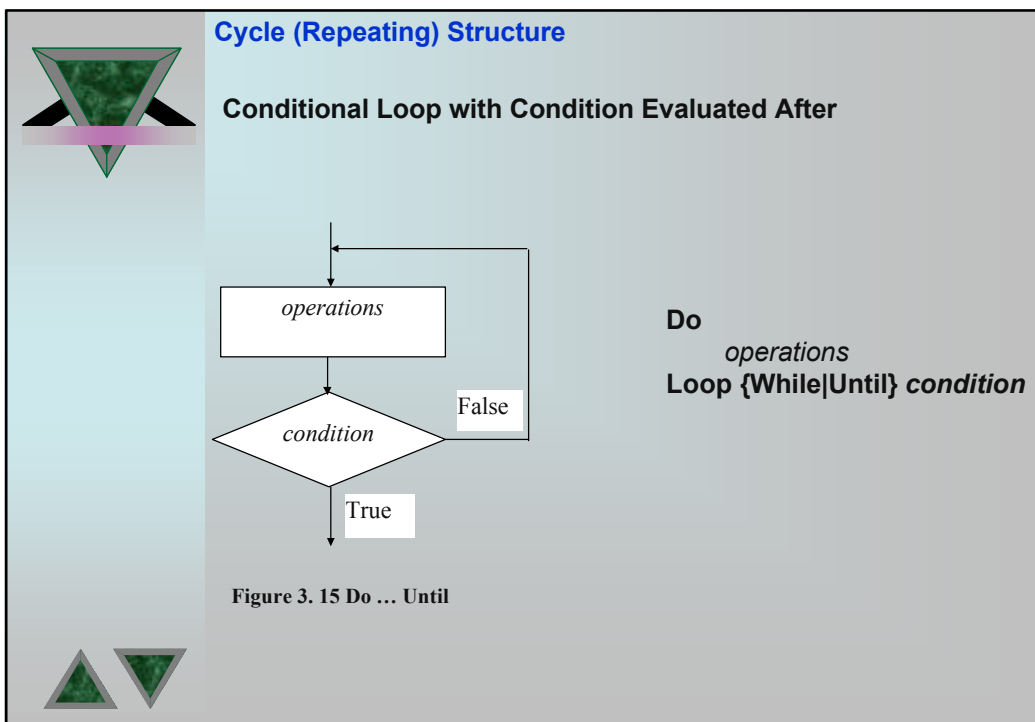 Cycle (Repeating) Structure
Conditional Loop with Condition Evaluated After
operations
condition
False
True
Figure 3. 15 Do … Until
Do
operations
Loop {While|Until} condition